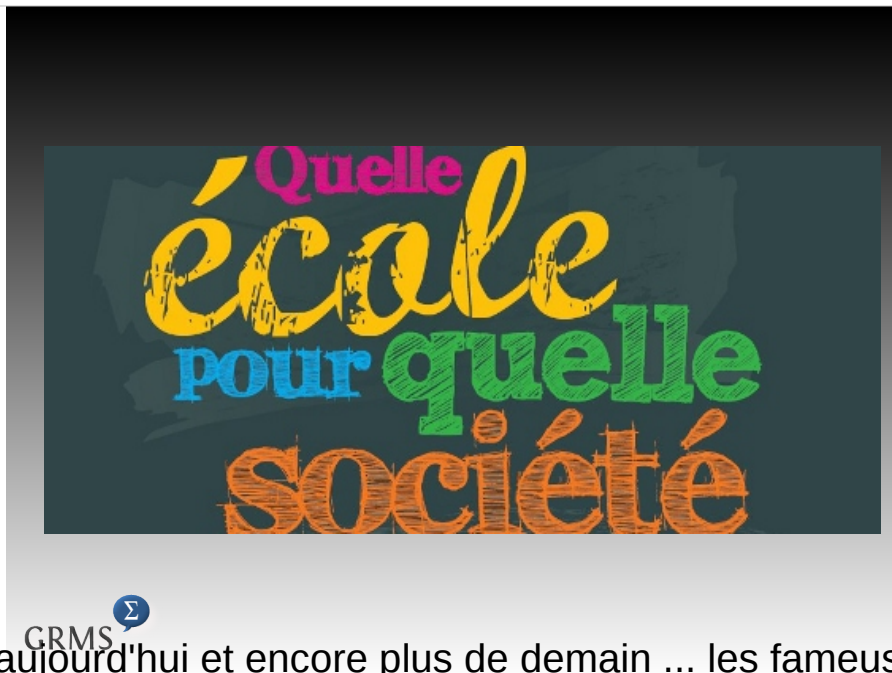 Quelle
école
pour quelle
société
Σ
GRMS
aujourd'hui et encore plus de demain ... les fameus